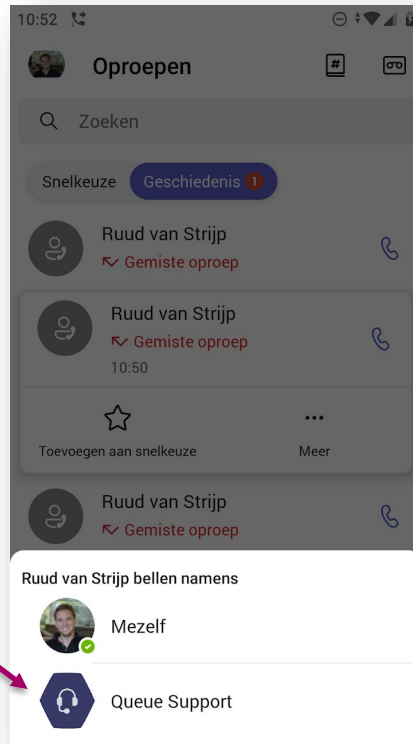 10:52
Oproepen
#
Zoeken
Snelkeuze Geschiedenis 1
Ruud van Strijp
Gemiste oproep
Ruud van Strijp
Gemiste oproep
10:50
Toevoegen aan snelkeuze Meer
Ruud van Strijp
Gemiste oproep
Ruud van Strijp bellen namens
Mezelf
Queue Support